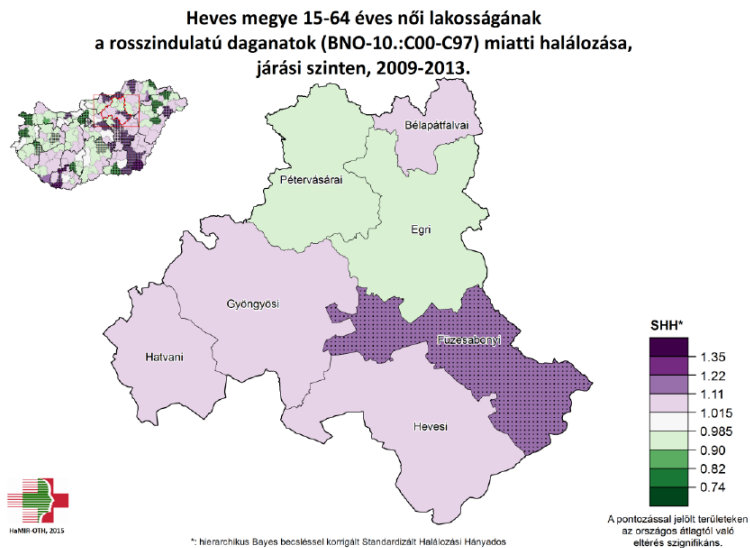 Heves megye 15-64 éves női lakosságának
a rosszindulatú daganatok (BNO-10.:C00-C97) miatti halálozása,
járási szinten, 2009-2013.
Bélapátfalvai
Pétervásárai
Egri
Gyöngyösi
Füzesabonyi
Hatvani
Hevesi
SHH*
1.35
1.22
1.11
1.015
0.985
0.90
0.82
0.74
A pontozással jelölt területeken
az országos átlagtól való
eltérés szignifikáns.
HaMIR-OTH, 2015
*: hierarchikus Bayes becsléssel korrigált Standardizált Halálozási Hányados